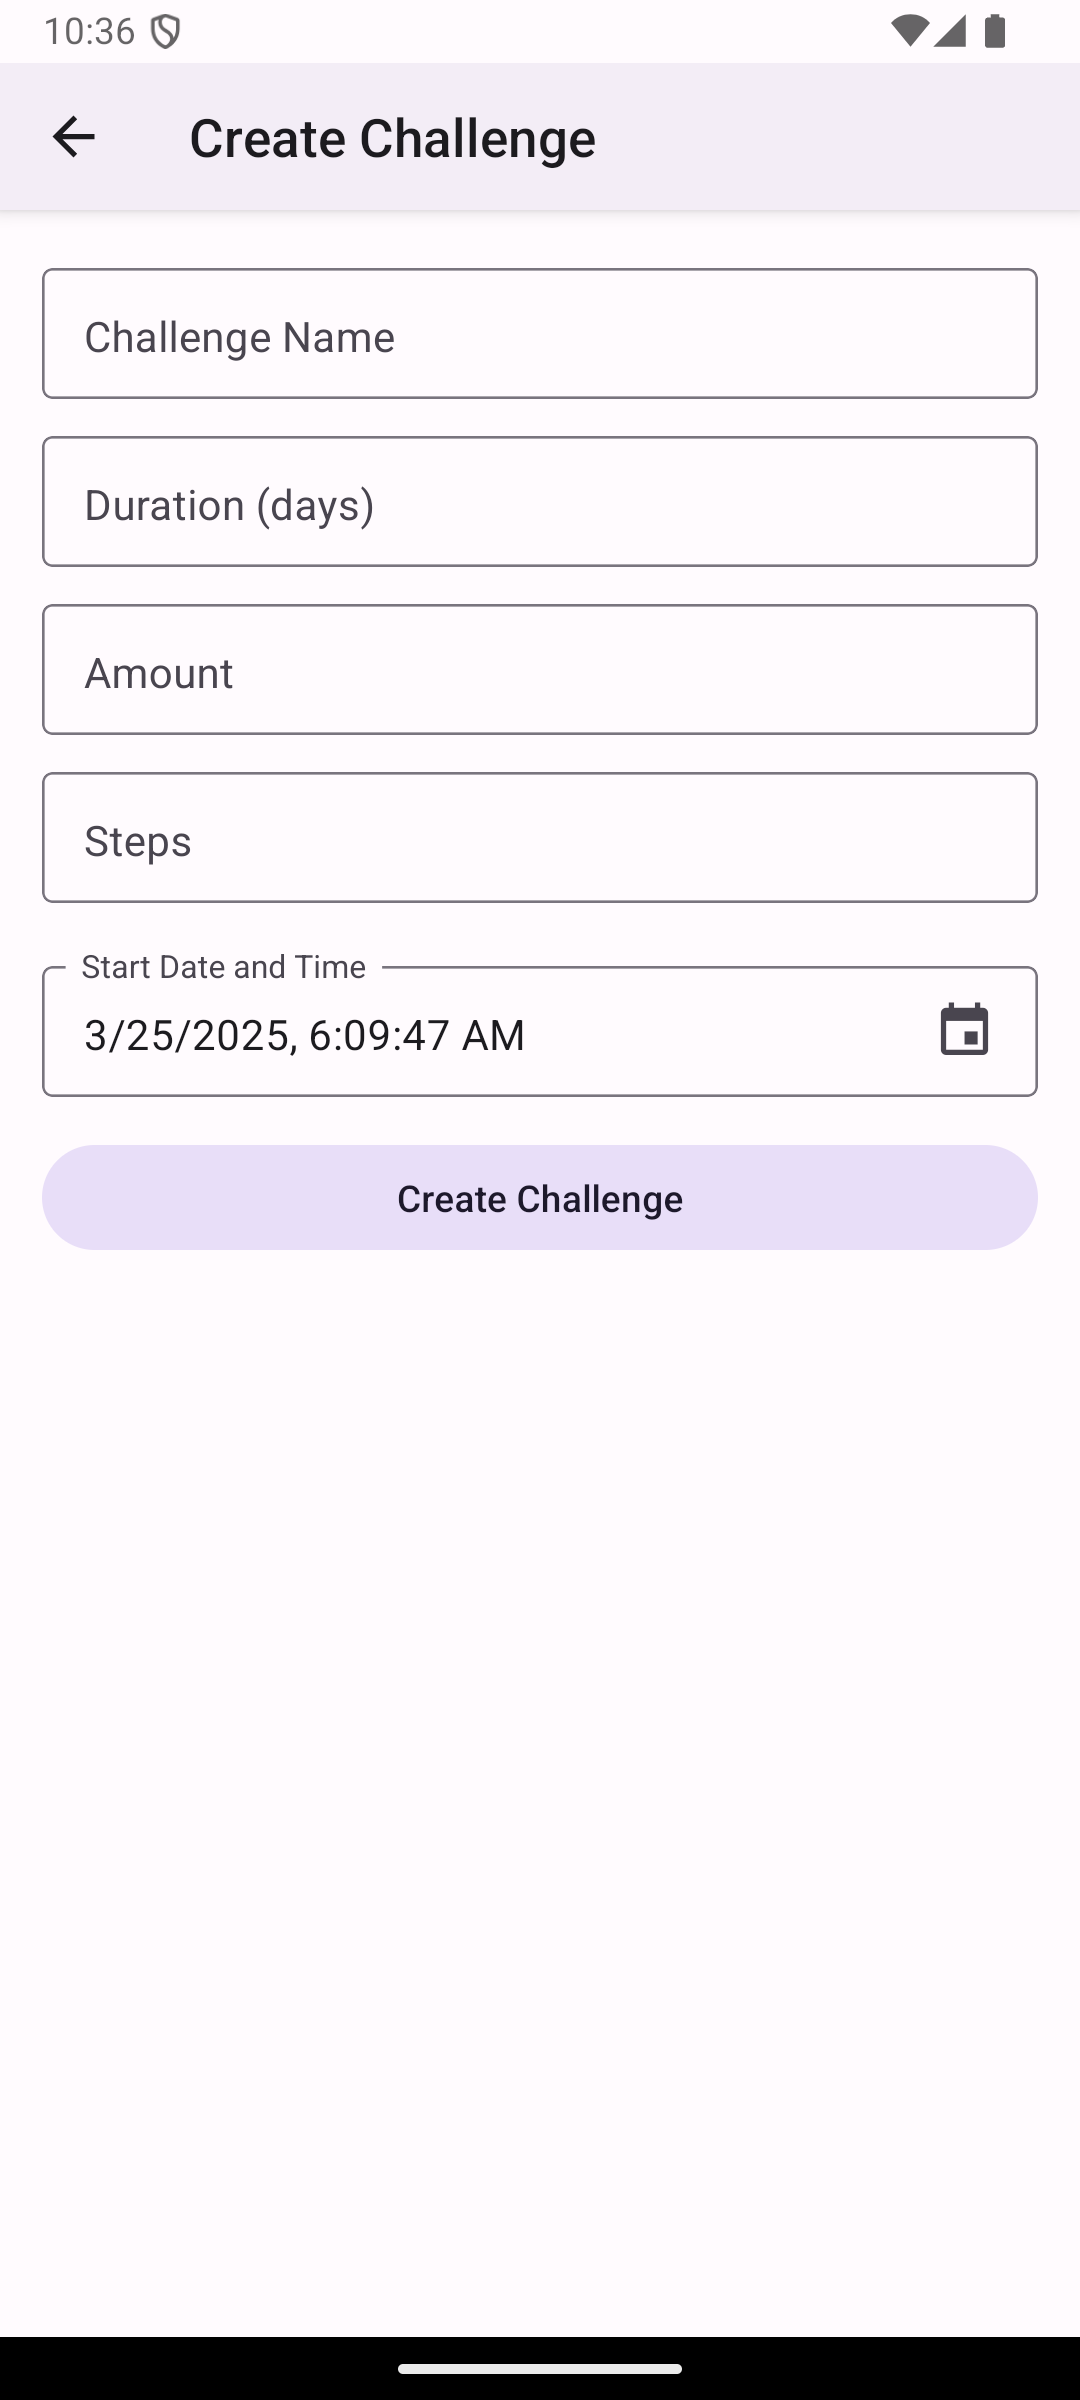 10:36
Create Challenge
Challenge Name
Duration (days)
Amount
Steps
Start Date and Time
3/25/2025, 6:09:47 AM
Create Challenge